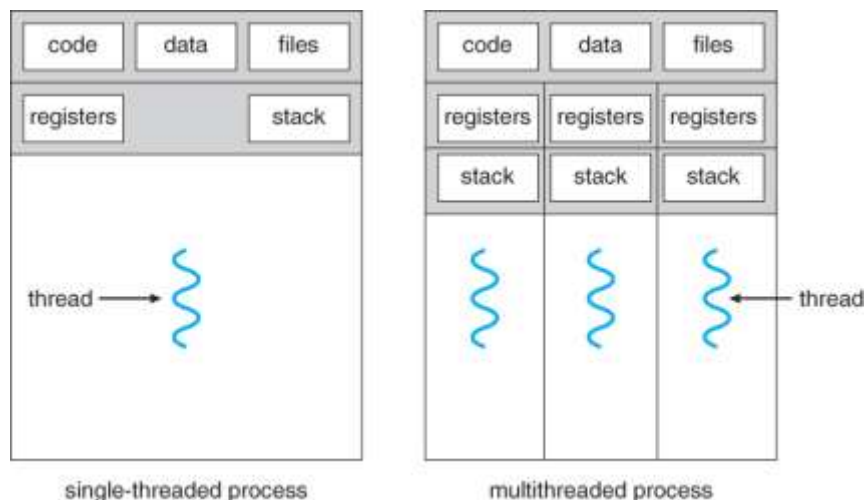 code data files
registers stack
thread
single-threaded process
code data files
registers registers registers
stack stack stack
thread
multithreaded process